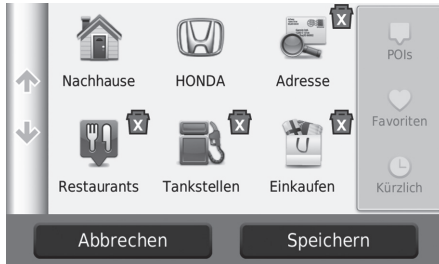 POIs
Nachhause HONDA Adresse
Favoriten
Restaurants Tankstellen Einkaufen
Kürzlich
Abbrechen Speichern